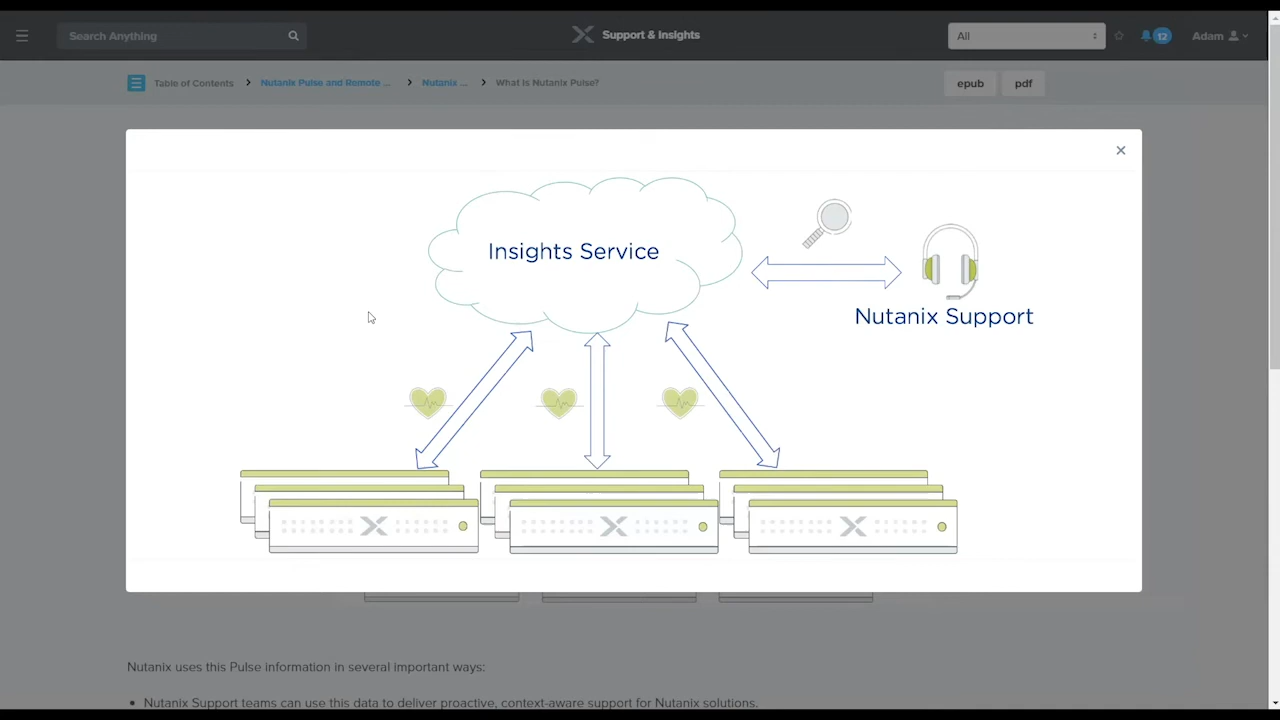 Search Anything
Support & Insights
All
12
Adam
Table of Contents
Nutanix Pulse and Remote ...
Nutanix ...
What Is Nutanix Pulse?
epub
pdf
Insights Service
Nutanix Support
Nutanix uses this Pulse information in several important ways:
Nutanix Support teams can use this data to deliver proactive, context-aware support for Nutanix solutions.